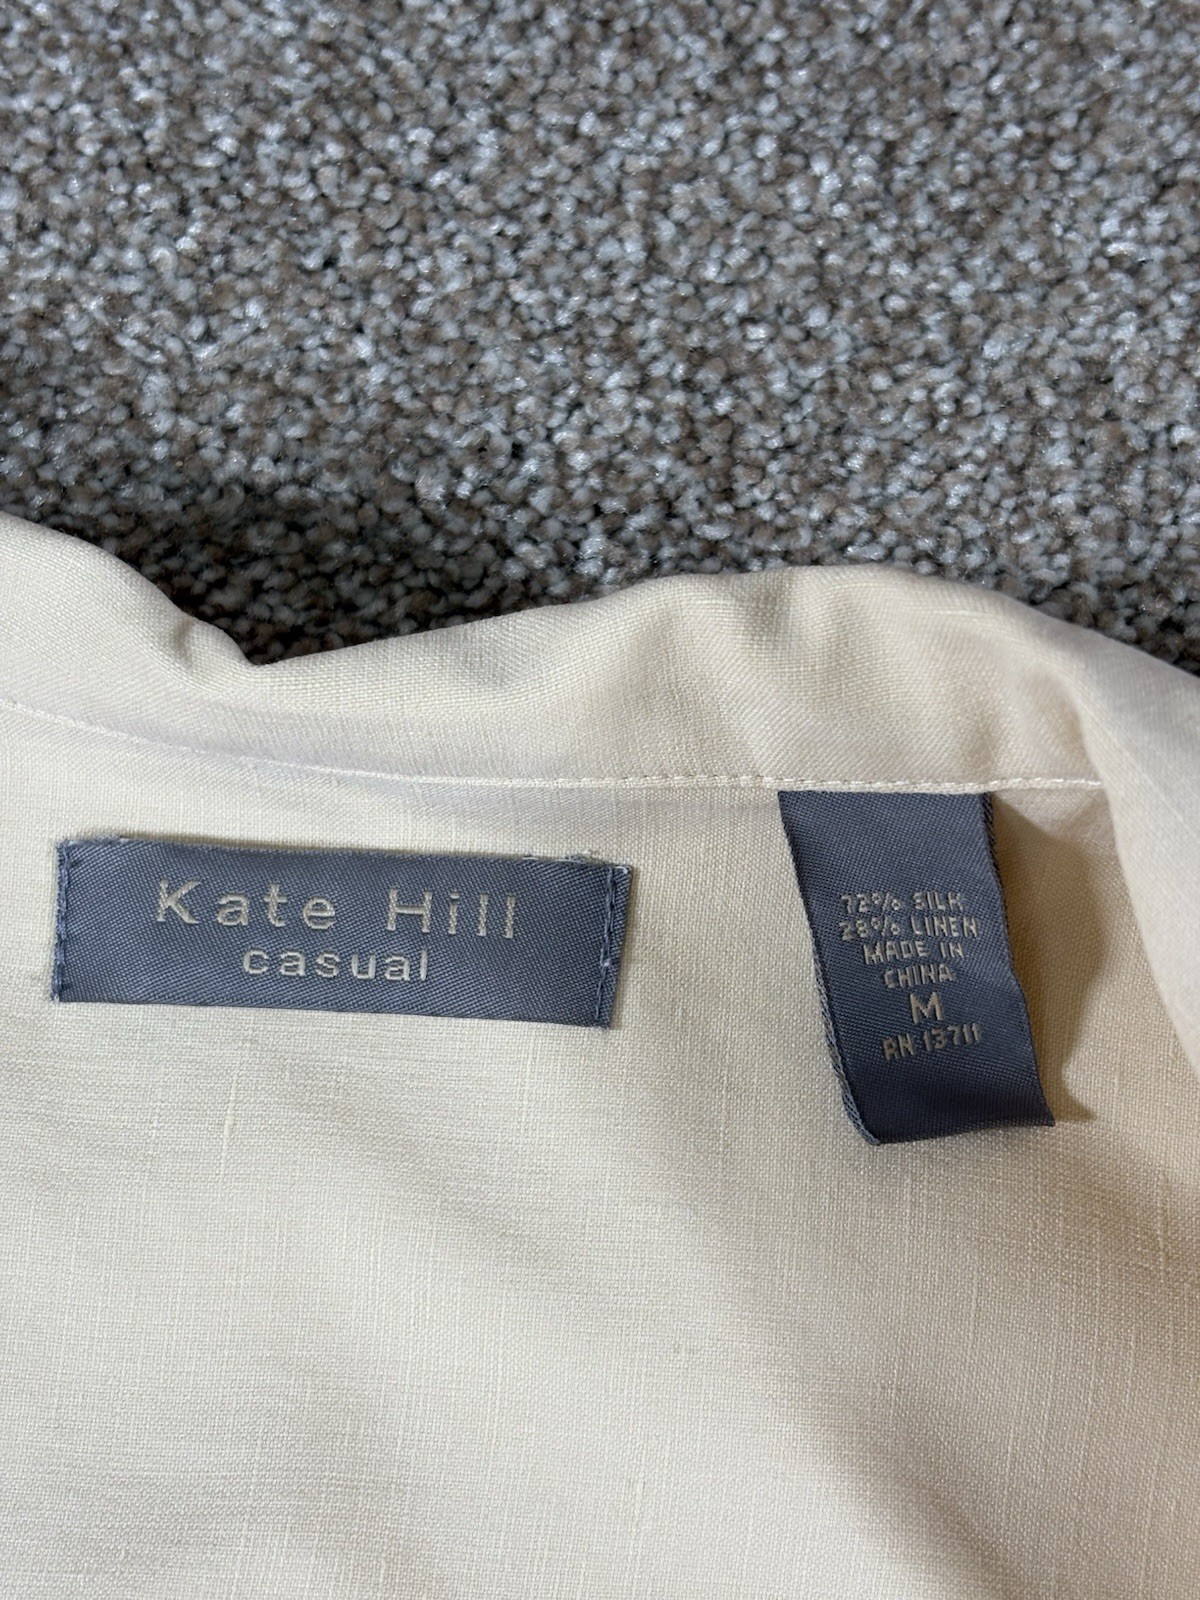 Kate Hill
casual
72% SILK
28% LINEN
MADE IN
CHINA
M
RN 13711